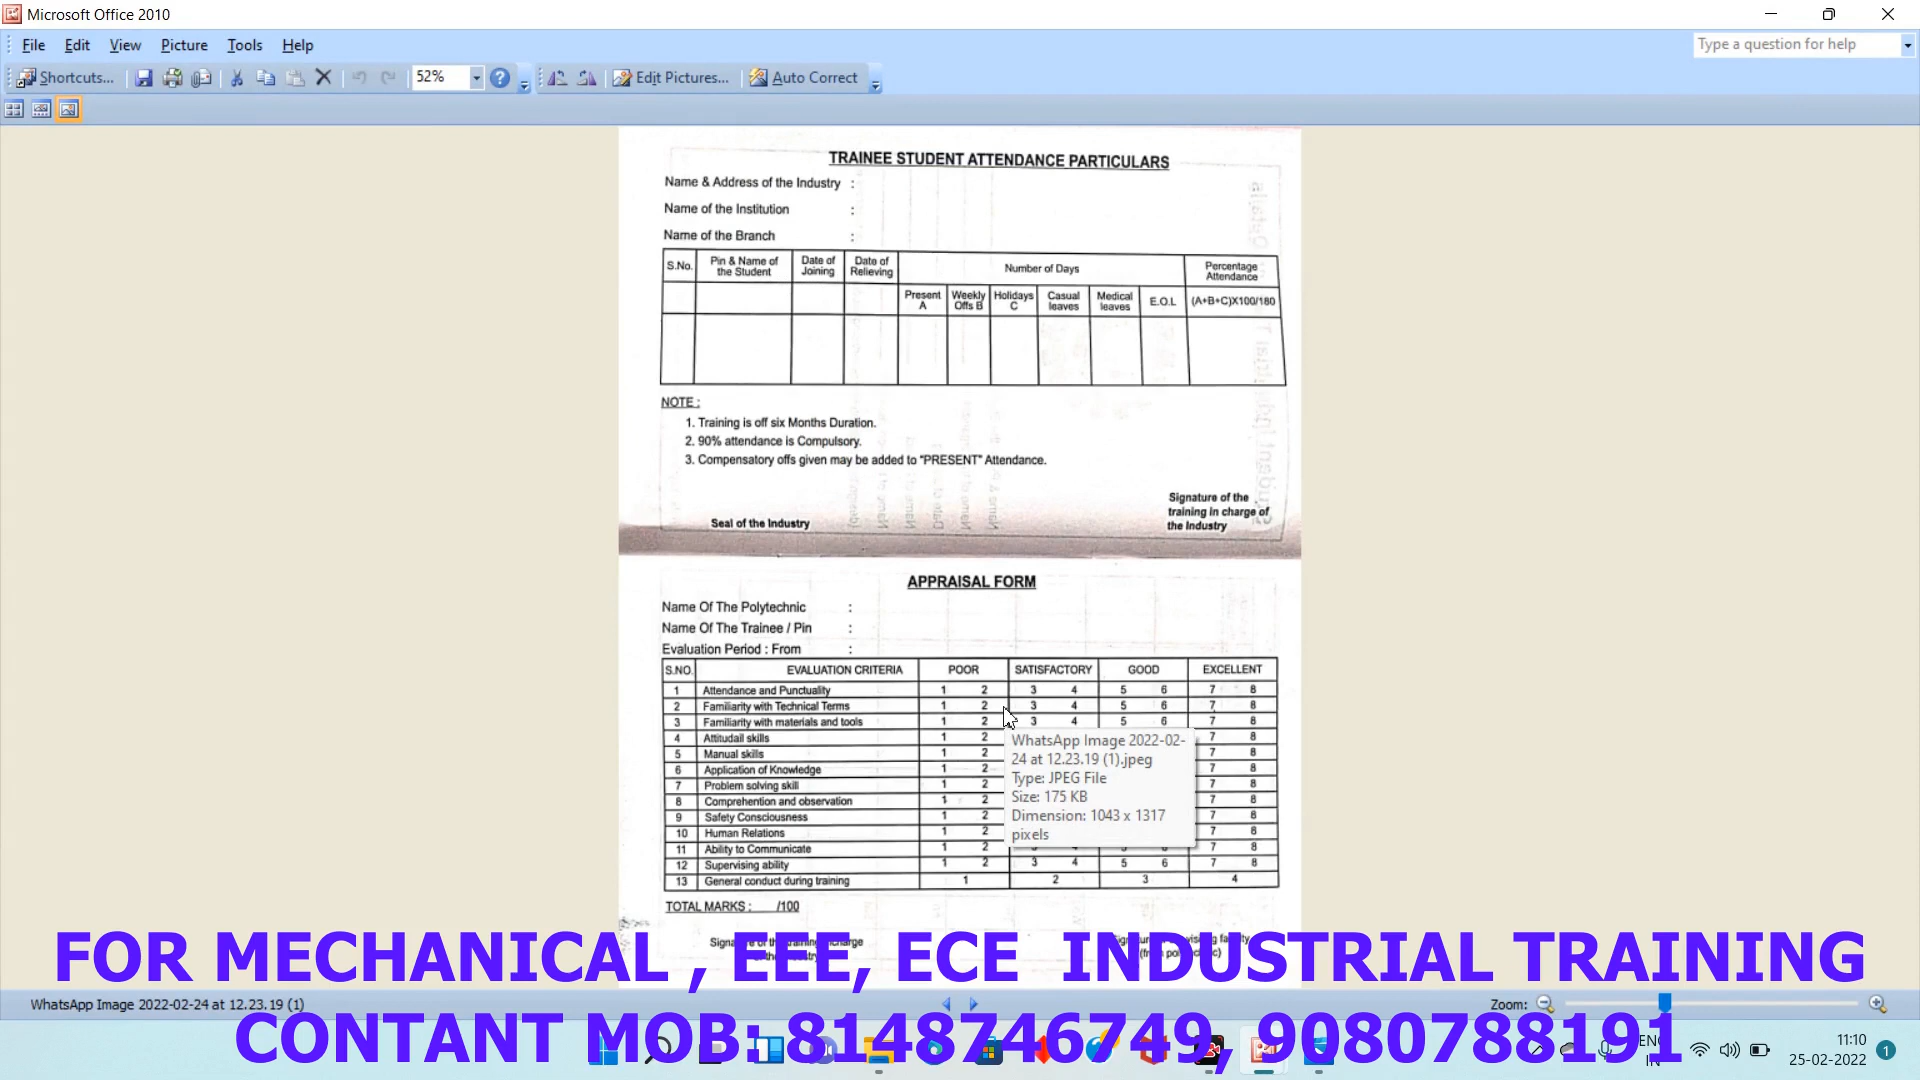 Microsoft Office 2010
File Edit View Picture Tools Help
Type a question for help
Shortcuts... 52% Edit Pictures... Auto Correct
TRAINEE STUDENT ATTENDANCE PARTICULARS
Name & Address of the Industry :
Name of the Institution :
Name of the Branch :
S.No. Pin & Name of the Student Date of Joining Date of Relieving Number of Days Percentage Attendance
Present A Weekly Offs B Holidays C Casual leaves Medical leaves E.O.L (A+B+C)X100/180
NOTE :
1. Training is off six Months Duration.
2. 90% attendance is Compulsory.
3. Compensatory offs given may be added to "PRESENT" Attendance.
Signature of the
training in charge of
Seal of the Industry the Industry
APPRAISAL FORM
Name Of The Polytechnic :
Name Of The Trainee / Pin :
Evaluation Period : From :
S.NO. EVALUATION CRITERIA POOR SATISFACTORY GOOD EXCELLENT
1 Attendance and Punctuality 1 2 3 4 5 6 7 8
2 Familiarity with Technical Terms 1 2 3 4 5 6 7 8
3 Familiarity with materials and tools 1 2 3 4 5 6 7 8
4 Attitudail skills 1 2 7 8
5 Manual skills 1 2 7 8
6 Application of Knowledge 1 2 7 8
7 Problem solving skill 1 2 7 8
8 Comprehention and observation 1 2 7 8
9 Safety Consciousness 1 2 7 8
10 Human Relations 1 2 7 8
11 Ability to Communicate 1 2 7 8
12 Supervising ability 1 2 3 4 5 6 7 8
13 General conduct during training 1 2 3 4
WhatsApp Image 2022-02-
24 at 12.23.19 (1).jpeg
Type: JPEG File
Size: 175 KB
Dimension: 1043 x 1317
pixels
TOTAL MARKS : /100
FOR MECHANICAL , EEE, ECE INDUSTRIAL TRAINING
WhatsApp Image 2022-02-24 at 12.23.19 (1) Zoom:
CONTANT MOB: 8148746749, 9080788191
ENG
IN
11:10
25-02-2022
1